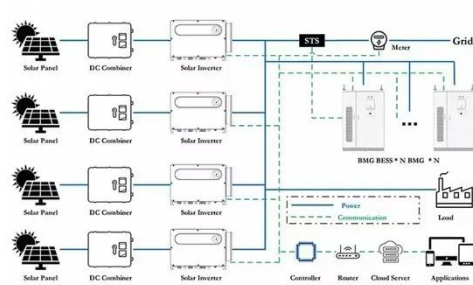 STS
Meter
Grid
Solar Panel
DC Combiner
Solar Inverter
Solar Panel
DC Combiner
Solar Inverter
BMG BESS * N BMG * N
Solar Panel
DC Combiner
Solar Inverter
Power
Communication
Load
Solar Panel
DC Combiner
Solar Inverter
Controller
Router
Cloud Server
Applications